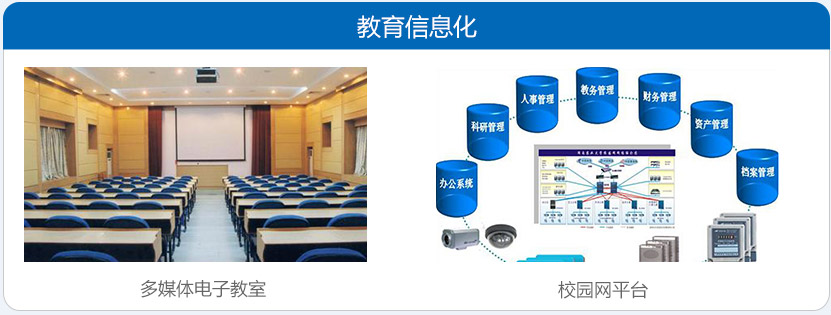 教育信息化
人事管理
教务管理
财务管理
科研管理
资产管理
办公系统
档案管理
多媒体电子教室
校园网平台